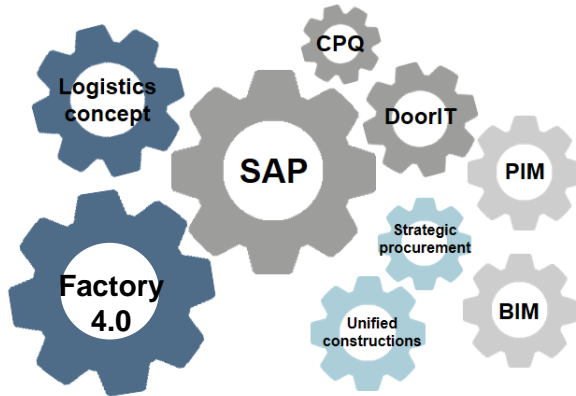 CPQ
Logistics
concept
DoorIT
SAP
PIM
Strategic
procurement
Factory
4.0
BIM
Unified
constructions